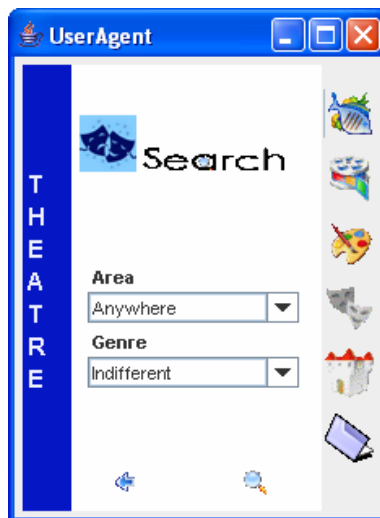 UserAgent
THEATRE
Search
Area
Anywhere
Genre
Indifferent